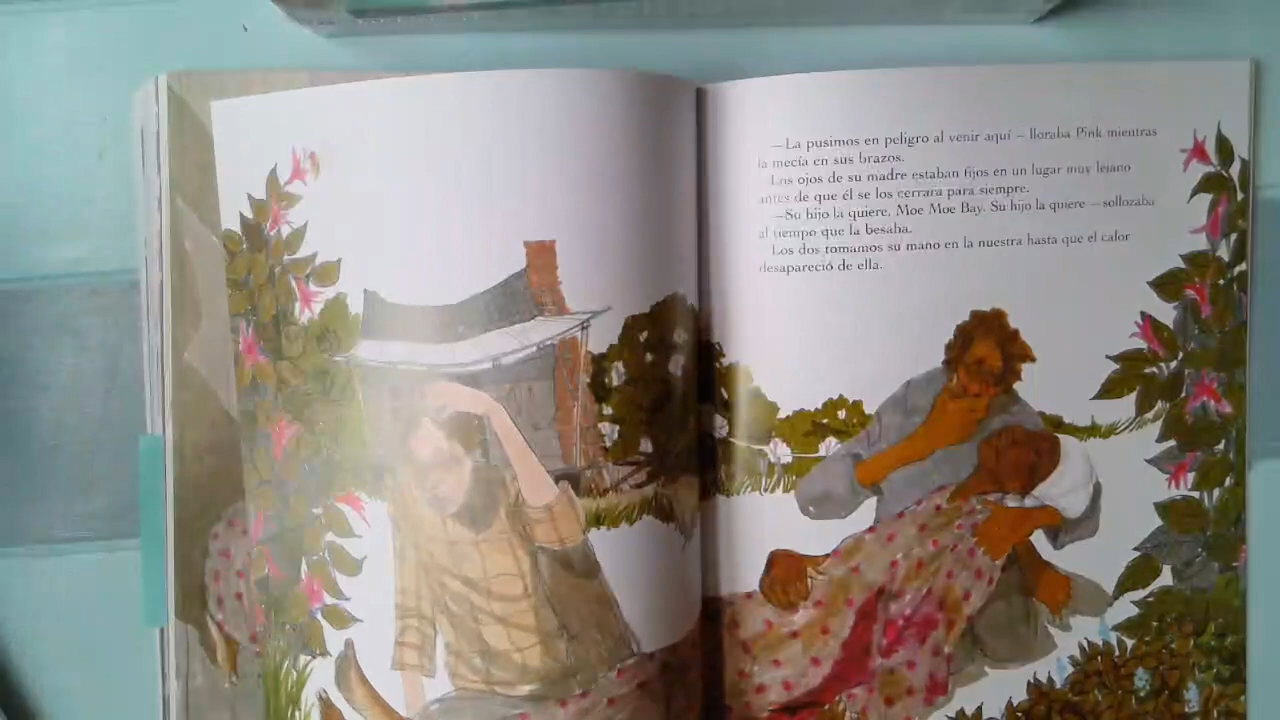 —La pusimos en peligro al venir aquí – lloraba Pink mientras
la mecía en sus brazos.
Los ojos de su madre estaban fijos en un lugar muy lejano
antes de que él se los cerrara para siempre.
—Su hijo la quiere, Moe Moe Bay. Su hijo la quiere —sollozaba
al tiempo que la besaba.
Los dos tomamos su mano en la nuestra hasta que el calor
desapareció de ella.